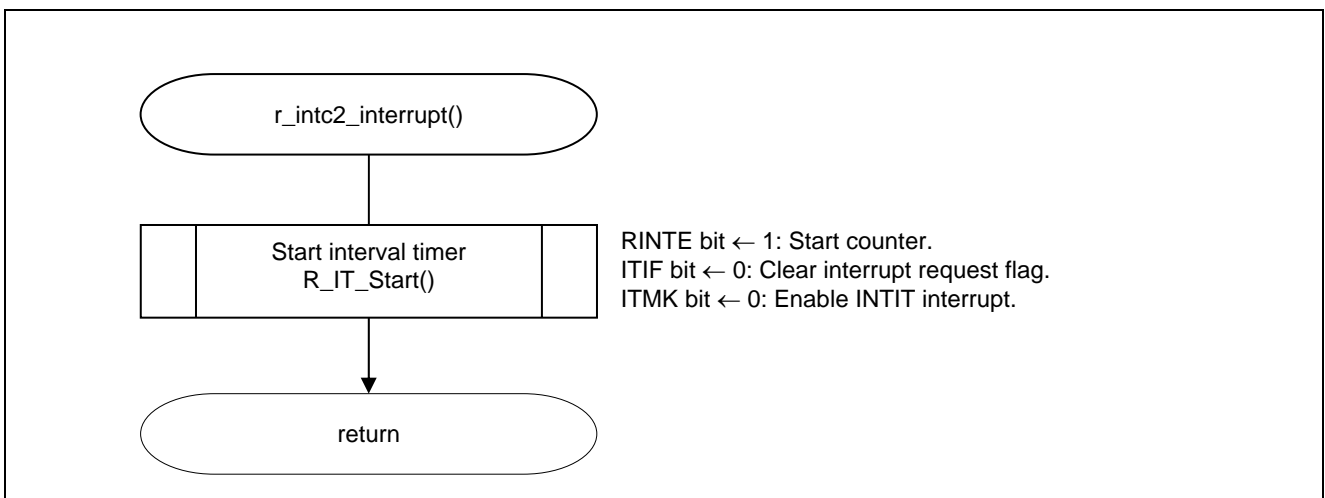 r_intc2_interrupt()
Start interval timer
R_IT_Start()
RINTE bit ← 1: Start counter.
ITIF bit ← 0: Clear interrupt request flag.
ITMK bit ← 0: Enable INTIT interrupt.
return